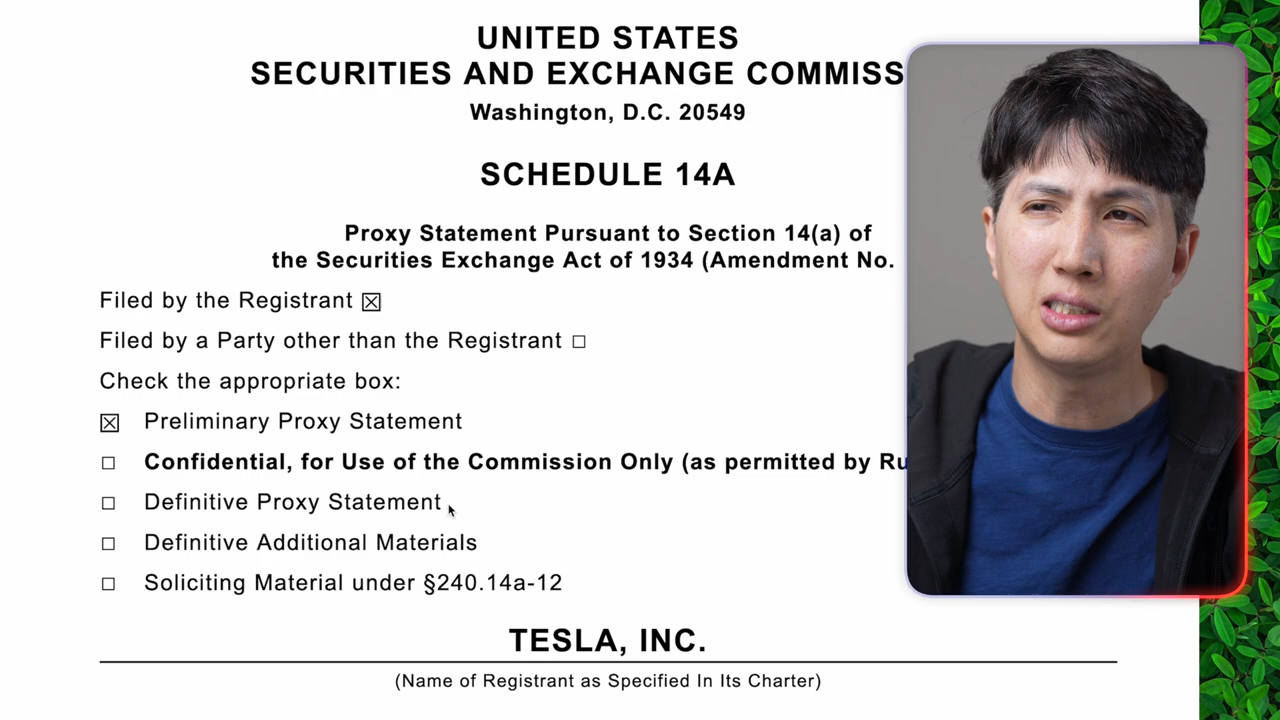 UNITED STATES
SECURITIES AND EXCHANGE COMMISS
Washington, D.C. 20549
SCHEDULE 14A
Proxy Statement Pursuant to Section 14(a) of
the Securities Exchange Act of 1934 (Amendment No.
Filed by the Registrant ☒
Filed by a Party other than the Registrant ☐
Check the appropriate box:
☒ Preliminary Proxy Statement
☐ Confidential, for Use of the Commission Only (as permitted by Ru
☐ Definitive Proxy Statement
☐ Definitive Additional Materials
☐ Soliciting Material under §240.14a-12
TESLA, INC.
(Name of Registrant as Specified In Its Charter)